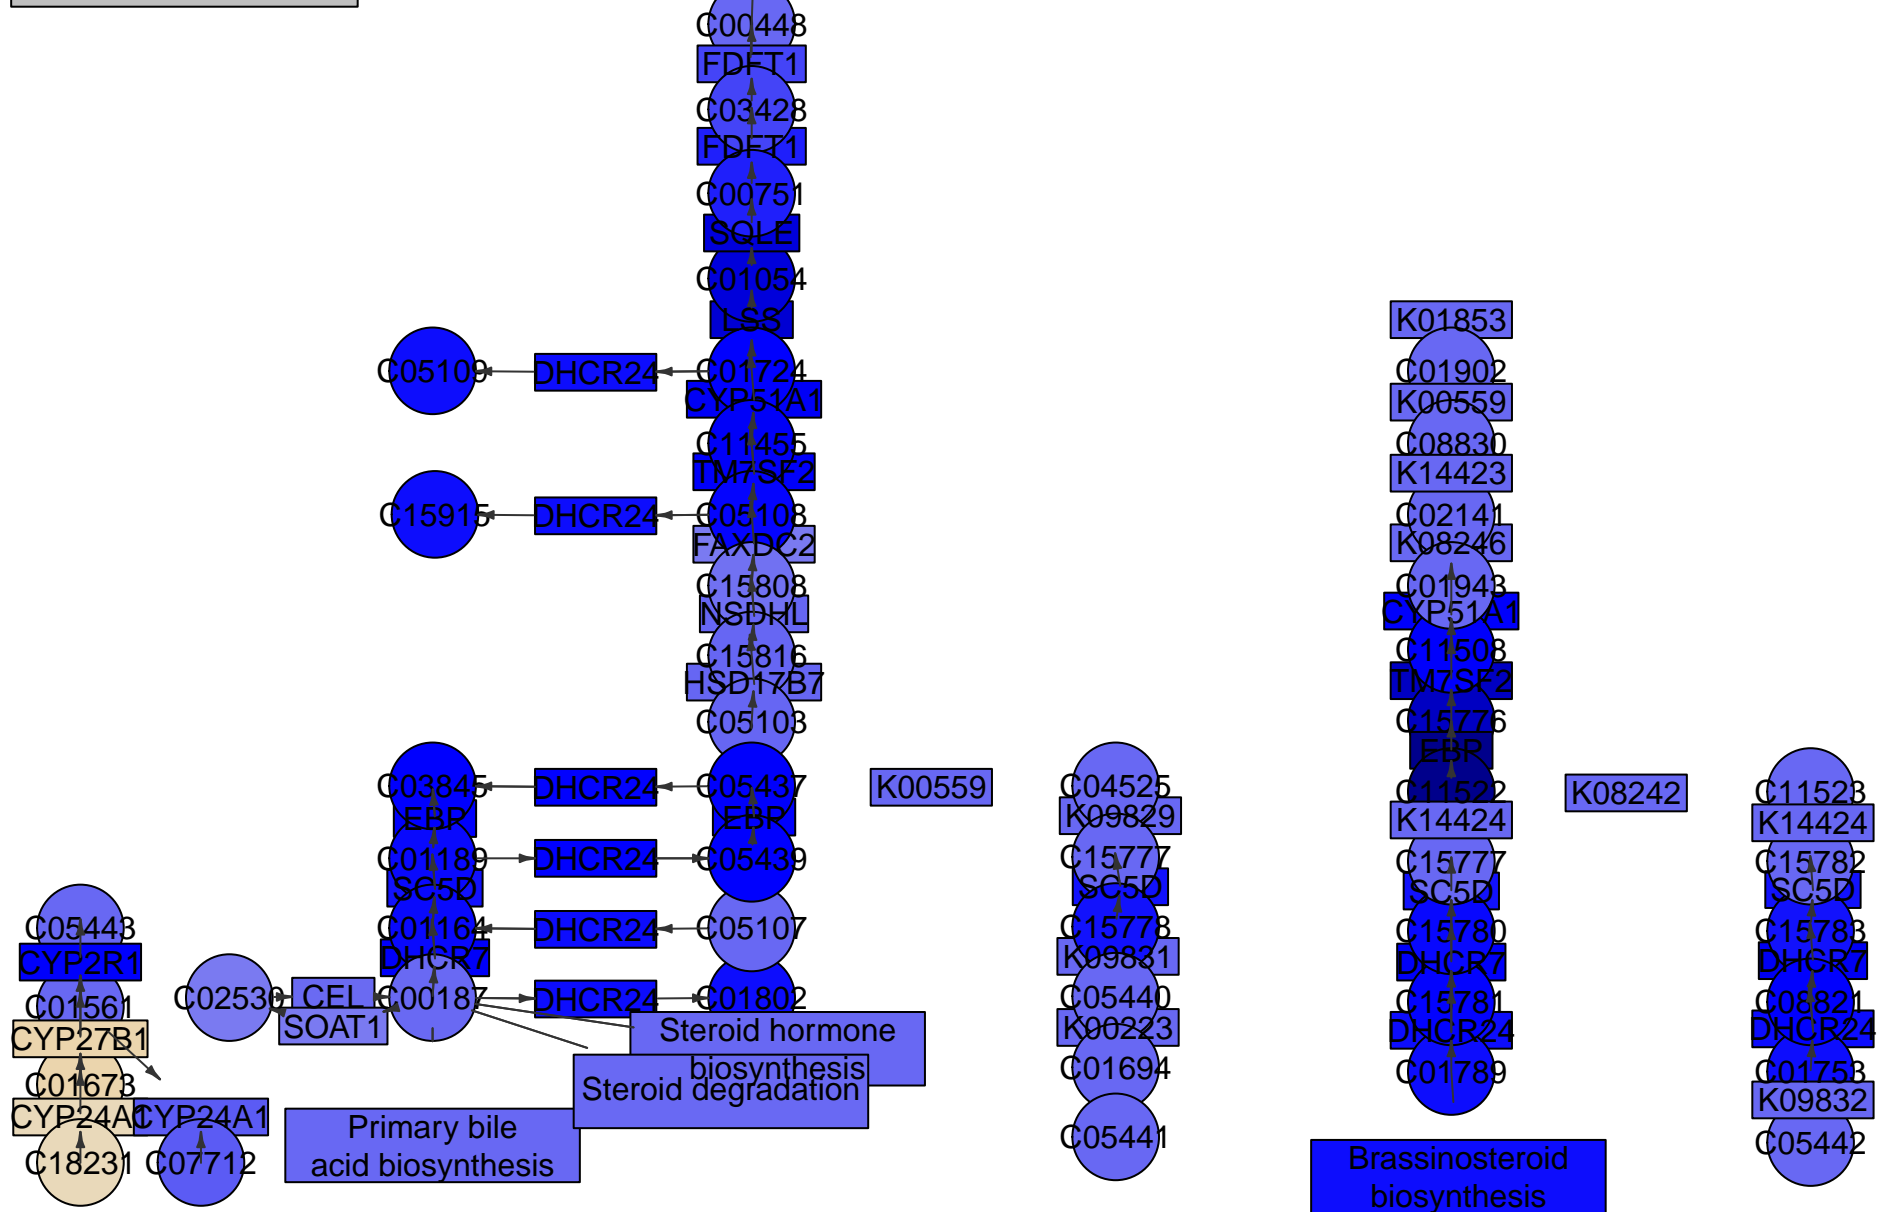 C00448
FDFT1
C03428
FDFT1
C00751
SQLE
C01054
LSS
K01853
C05109
DHCR24
C01724
C01902
CYP51A1
K00559
C11455
C08830
TM7SF2
K14423
C15915
DHCR24
C05108
C02141
FAXDC2
K08246
C15808
C01943
NSDHL
CYP51A1
C15816
C11508
HSD17B7
TM7SF2
C05103
C15776
EBP
C03845
DHCR24
C05437
K00559
C04525
C11522
K08242
C11523
EBP
EBP
K09829
K14424
K14424
C01189
DHCR24
C05439
C15777
C15777
C15782
SC5D
SC5D
SC5D
SC5D
C05443
C01164
DHCR24
C05107
C15778
C15780
C15783
CYP2R1
DHCR7
K09831
DHCR7
DHCR7
C01561
C02530
CEL
C00187
DHCR24
C01802
C05440
C15781
C08821
CYP27B1
SOAT1
Steroid hormone
biosynthesis
K00223
DHCR24
DHCR24
C01673
Steroid degradation
C01694
C01789
C01753
CYP24A1
CYP24A1
K09832
Primary bile
acid biosynthesis
C05441
C05442
C18231
C07712
Brassinosteroid
biosynthesis